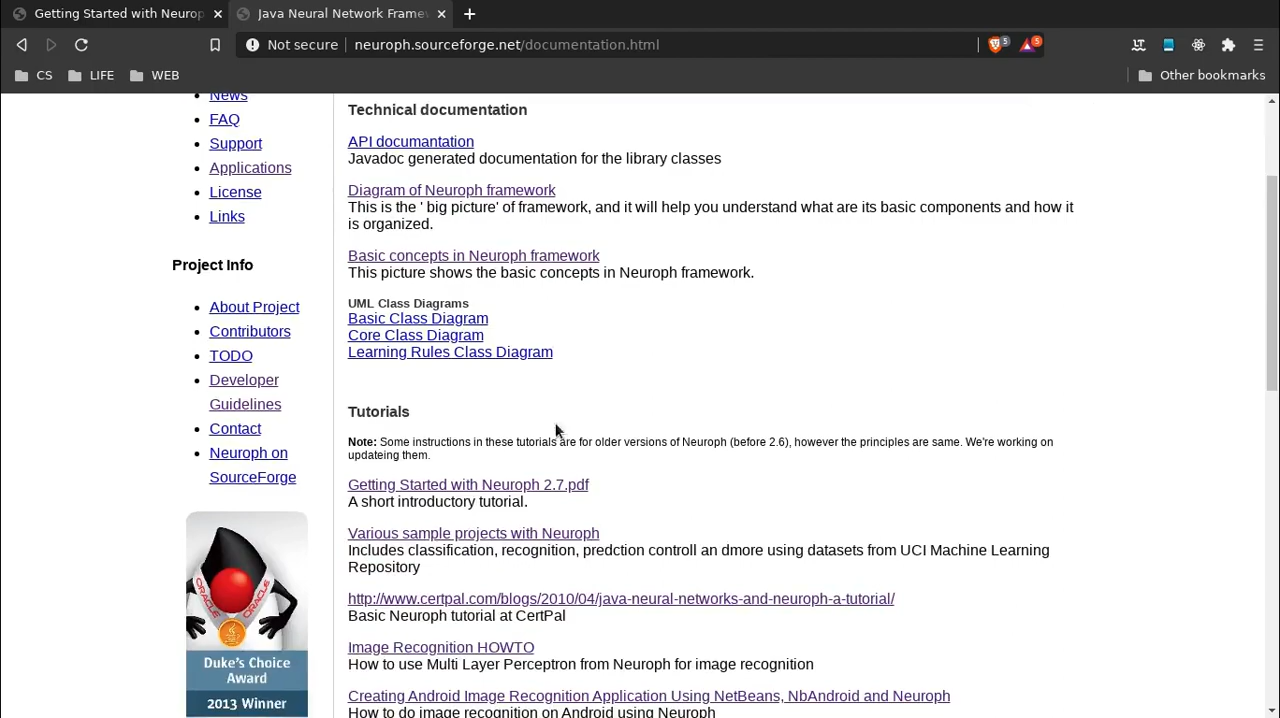 Getting Started with Neurop
Java Neural Network Framew
Not secure
neuroph.sourceforge.net/documentation.html
5
5
LT
CS
LIFE
WEB
Other bookmarks
News
FAQ
Support
Applications
License
Links
Project Info
About Project
Contributors
TODO
Developer
Guidelines
Contact
Neuroph on
SourceForge
ORACLE
ORACLE
Duke's Choice
Award
2013 Winner
Technical documentation
API documantation
Javadoc generated documentation for the library classes
Diagram of Neuroph framework
This is the ' big picture' of framework, and it will help you understand what are its basic components and how it
is organized.
Basic concepts in Neuroph framework
This picture shows the basic concepts in Neuroph framework.
UML Class Diagrams
Basic Class Diagram
Core Class Diagram
Learning Rules Class Diagram
Tutorials
Note: Some instructions in these tutorials are for older versions of Neuroph (before 2.6), however the principles are same. We're working on
updateing them.
Getting Started with Neuroph 2.7.pdf
A short introductory tutorial.
Various sample projects with Neuroph
Includes classification, recognition, predction controll an dmore using datasets from UCI Machine Learning
Repository
http://www.certpal.com/blogs/2010/04/java-neural-networks-and-neuroph-a-tutorial/
Basic Neuroph tutorial at CertPal
Image Recognition HOWTO
How to use Multi Layer Perceptron from Neuroph for image recognition
Creating Android Image Recognition Application Using NetBeans, NbAndroid and Neuroph
How to do image recognition on Android using Neuroph